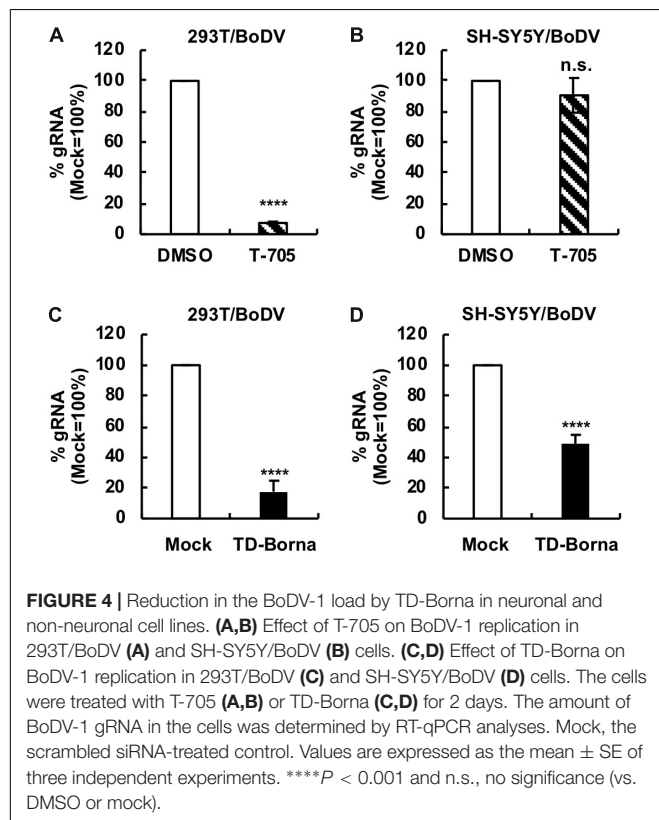 A
293T/BoDV
% gRNA
(Mock=100%)
120
100
80
60
40
20
0
****
DMSO
T-705
B
SH-SY5Y/BoDV
% gRNA
(Mock=100%)
120
100
80
60
40
20
0
n.s.
DMSO
T-705
C
293T/BoDV
% gRNA
(Mock=100%)
120
100
80
60
40
20
0
****
Mock
TD-Borna
D
SH-SY5Y/BoDV
% gRNA
(Mock=100%)
120
100
80
60
40
20
0
****
Mock
TD-Borna
FIGURE 4 | Reduction in the BoDV-1 load by TD-Borna in neuronal and
non-neuronal cell lines. (A,B) Effect of T-705 on BoDV-1 replication in
293T/BoDV (A) and SH-SY5Y/BoDV (B) cells. (C,D) Effect of TD-Borna on
BoDV-1 replication in 293T/BoDV (C) and SH-SY5Y/BoDV (D) cells. The cells
were treated with T-705 (A,B) or TD-Borna (C,D) for 2 days. The amount of
BoDV-1 gRNA in the cells was determined by RT-qPCR analyses. Mock, the
scrambled siRNA-treated control. Values are expressed as the mean ± SE of
three independent experiments. ****P < 0.001 and n.s., no significance (vs.
DMSO or mock).